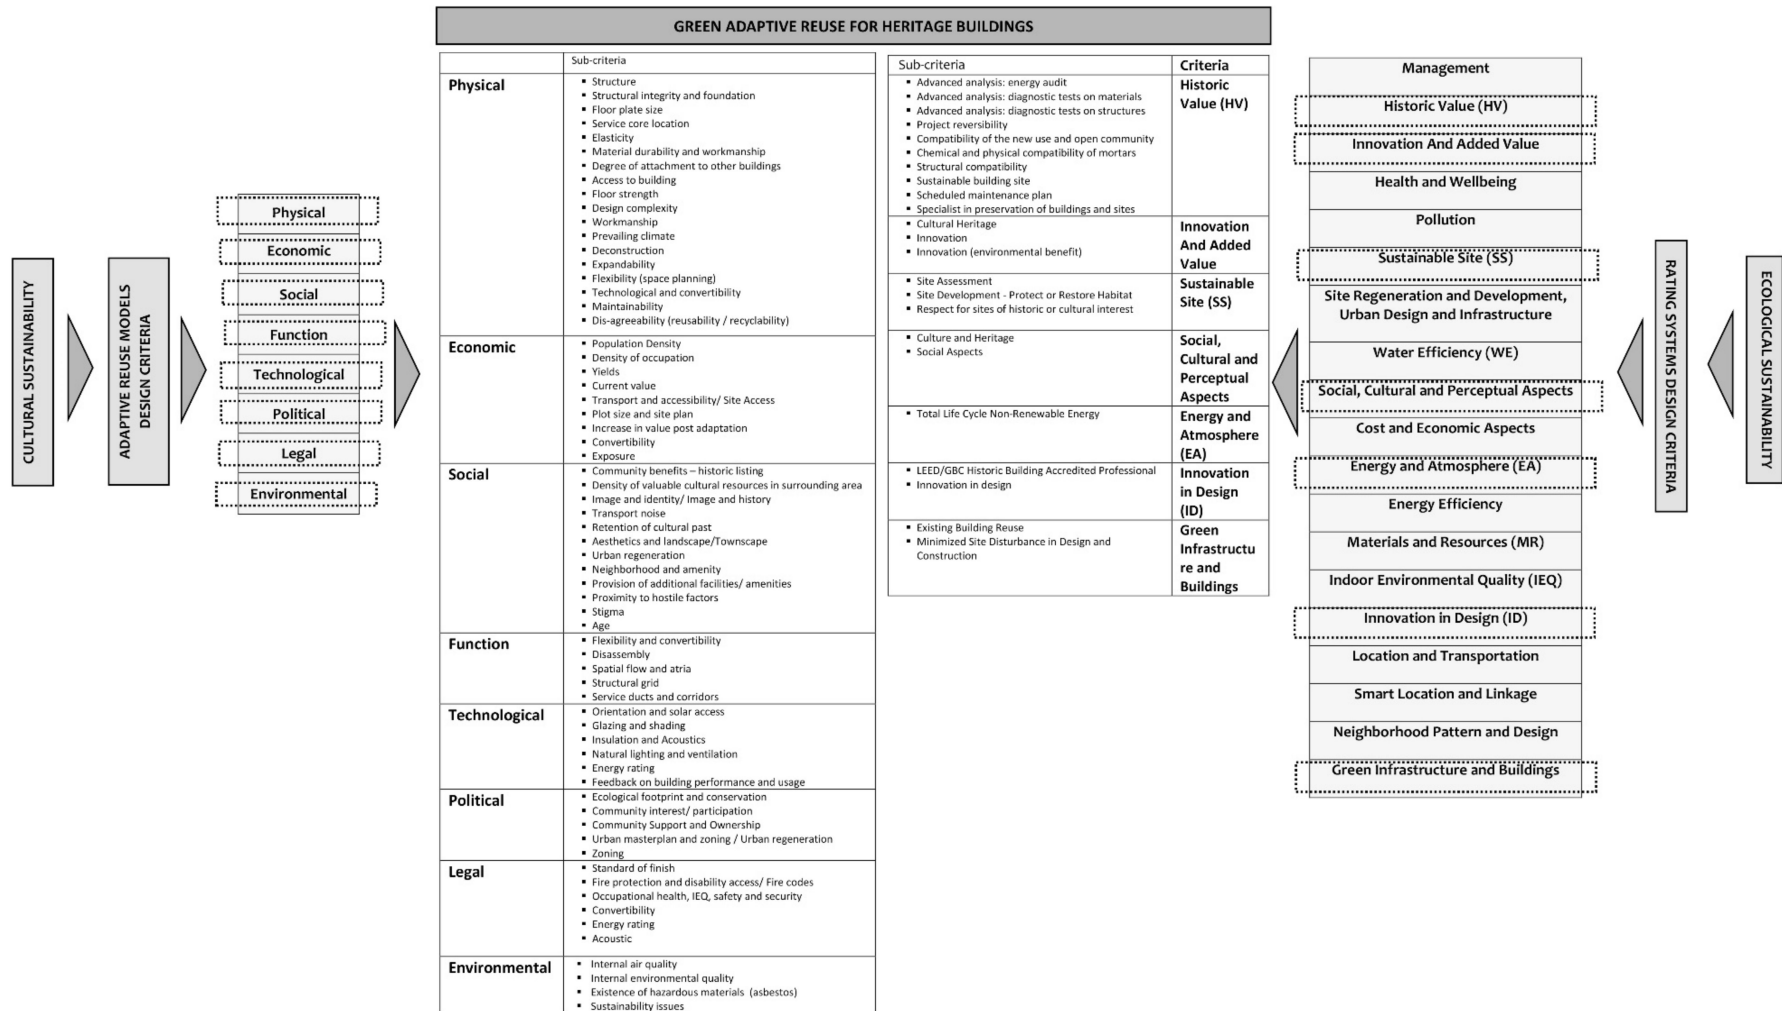 GREEN ADAPTIVE REUSE FOR HERITAGE BUILDINGS
CULTURAL SUSTAINABILITY
ADAPTIVE REUSE MODELS
DESIGN CRITERIA
Physical
Economic
Social
Function
Technological
Political
Legal
Environmental
Sub-criteria
Physical
▪ Structure
▪ Structural integrity and foundation
▪ Floor plate size
▪ Service core location
▪ Elasticity
▪ Material durability and workmanship
▪ Degree of attachment to other buildings
▪ Access to building
▪ Floor strength
▪ Design complexity
▪ Workmanship
▪ Prevailing climate
▪ Deconstruction
▪ Expandability
▪ Flexibility (space planning)
▪ Technological and convertibility
▪ Maintainability
▪ Dis-agreeability (reusability / recyclability)
Economic
▪ Population Density
▪ Density of occupation
▪ Yields
▪ Current value
▪ Transport and accessibility/ Site Access
▪ Plot size and site plan
▪ Increase in value post adaptation
▪ Convertibility
▪ Exposure
Social
▪ Community benefits – historic listing
▪ Density of valuable cultural resources in surrounding area
▪ Image and identity/ Image and history
▪ Transport noise
▪ Retention of cultural past
▪ Aesthetics and landscape/Townscape
▪ Urban regeneration
▪ Neighborhood and amenity
▪ Provision of additional facilities/ amenities
▪ Proximity to hostile factors
▪ Stigma
▪ Age
Function
▪ Flexibility and convertibility
▪ Disassembly
▪ Spatial flow and atria
▪ Structural grid
▪ Service ducts and corridors
Technological
▪ Orientation and solar access
▪ Glazing and shading
▪ Insulation and Acoustics
▪ Natural lighting and ventilation
▪ Energy rating
▪ Feedback on building performance and usage
Political
▪ Ecological footprint and conservation
▪ Community interest/ participation
▪ Community Support and Ownership
▪ Urban masterplan and zoning / Urban regeneration
▪ Zoning
Legal
▪ Standard of finish
▪ Fire protection and disability access/ Fire codes
▪ Occupational health, IEQ, safety and security
▪ Convertibility
▪ Energy rating
▪ Acoustic
Environmental
▪ Internal air quality
▪ Internal environmental quality
▪ Existence of hazardous materials (asbestos)
▪ Sustainability issues
Sub-criteria
Criteria
▪ Advanced analysis: energy audit
▪ Advanced analysis: diagnostic tests on materials
▪ Advanced analysis: diagnostic tests on structures
▪ Project reversibility
▪ Compatibility of the new use and open community
▪ Chemical and physical compatibility of mortars
▪ Structural compatibility
▪ Sustainable building site
▪ Scheduled maintenance plan
▪ Specialist in preservation of buildings and sites
Historic
Value (HV)
▪ Cultural Heritage
▪ Innovation
▪ Innovation (environmental benefit)
Innovation
And Added
Value
▪ Site Assessment
▪ Site Development - Protect or Restore Habitat
▪ Respect for sites of historic or cultural interest
Sustainable
Site (SS)
▪ Culture and Heritage
▪ Social Aspects
Social,
Cultural and
Perceptual
Aspects
▪ Total Life Cycle Non-Renewable Energy
Energy and
Atmosphere
(EA)
▪ LEED/GBC Historic Building Accredited Professional
▪ Innovation in design
Innovation
in Design
(ID)
▪ Existing Building Reuse
▪ Minimized Site Disturbance in Design and
Construction
Green
Infrastructu
re and
Buildings
Management
Historic Value (HV)
Innovation And Added Value
Health and Wellbeing
Pollution
Sustainable Site (SS)
Site Regeneration and Development,
Urban Design and Infrastructure
Water Efficiency (WE)
Social, Cultural and Perceptual Aspects
Cost and Economic Aspects
Energy and Atmosphere (EA)
Energy Efficiency
Materials and Resources (MR)
Indoor Environmental Quality (IEQ)
Innovation in Design (ID)
Location and Transportation
Smart Location and Linkage
Neighborhood Pattern and Design
Green Infrastructure and Buildings
RATING SYSTEMS DESIGN CRITERIA
ECOLOGICAL SUSTAINABILITY